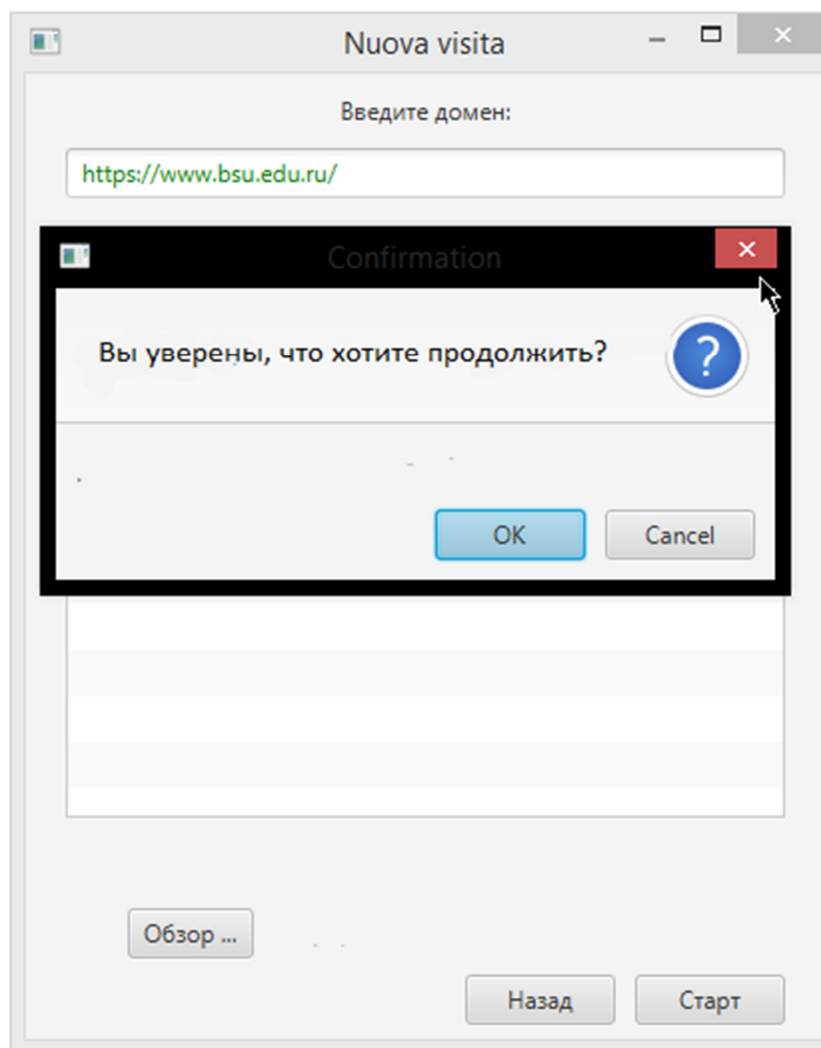 Nuova visita
Введите домен:
https://www.bsu.edu.ru/
Confirmation
Вы уверены, что хотите продолжить?
OK
Cancel
Обзор ...
Назад
Старт